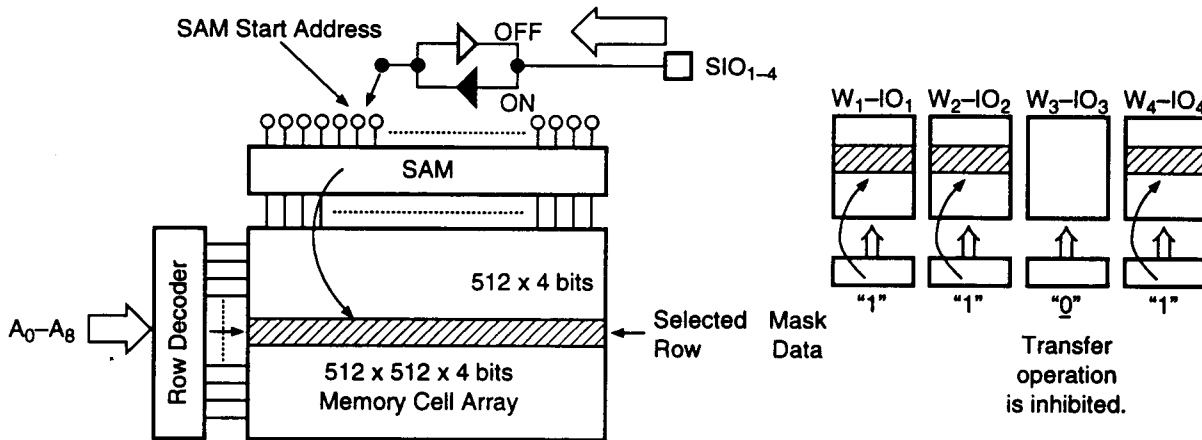 SAM Start Address
OFF
ON
SIO₁₋₄
SAM
Row Decoder
A₀–A₈
512 x 4 bits
512 x 512 x 4 bits
Memory Cell Array
Selected
Row
Mask
Data
W₁–IO₁ W₂–IO₂ W₃–IO₃ W₄–IO₄
“1” “1” “0” “1”
Transfer
operation
is inhibited.